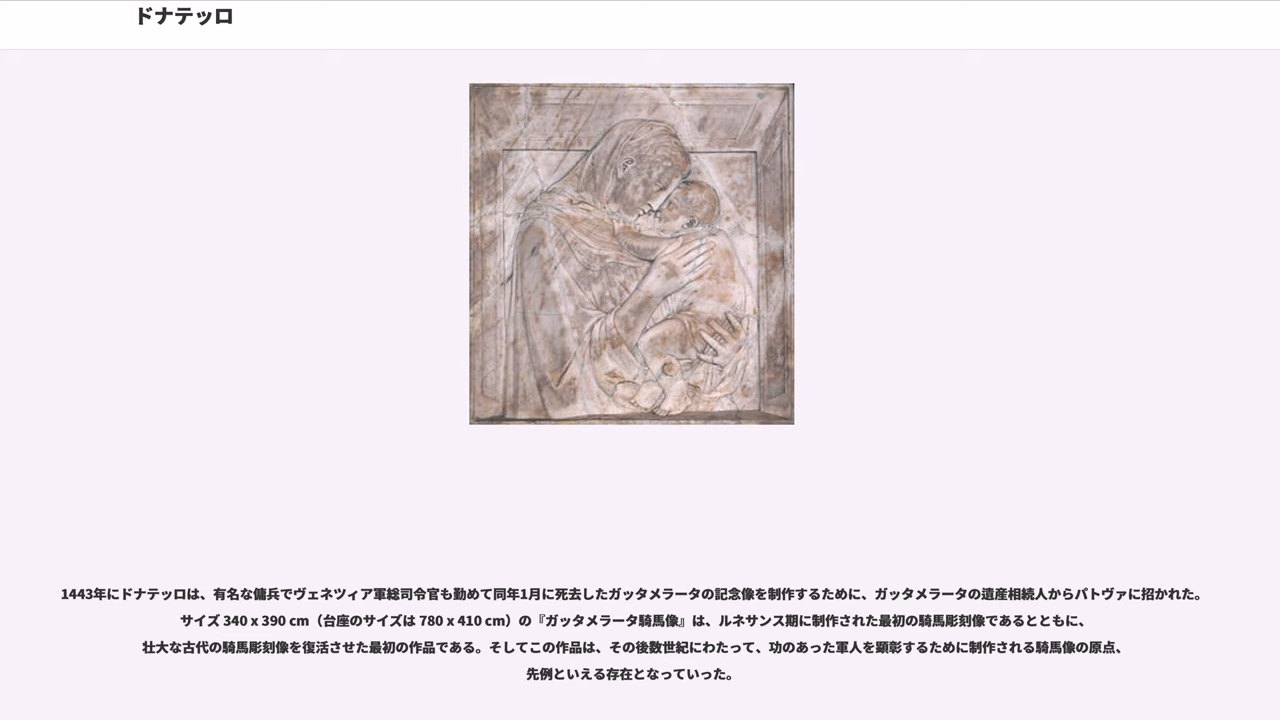 ドナテッロ
1443年にドナテッロは、有名な傭兵でヴェネツィア軍総司令官も勤めて同年1月に死去したガッタメラータの記念像を制作するために、ガッタメラータの遺産相続人からパトヴァに招かれた。
サイズ 340 x 390 cm（台座のサイズは 780 x 410 cm）の『ガッタメラータ騎馬像』は、ルネサンス期に制作された最初の騎馬彫刻像であるとともに、
壮大な古代の騎馬彫刻像を復活させた最初の作品である。そしてこの作品は、その後数世紀にわたって、功のあった軍人を顕彰するために制作される騎馬像の原点、
先例といえる存在となっていった。